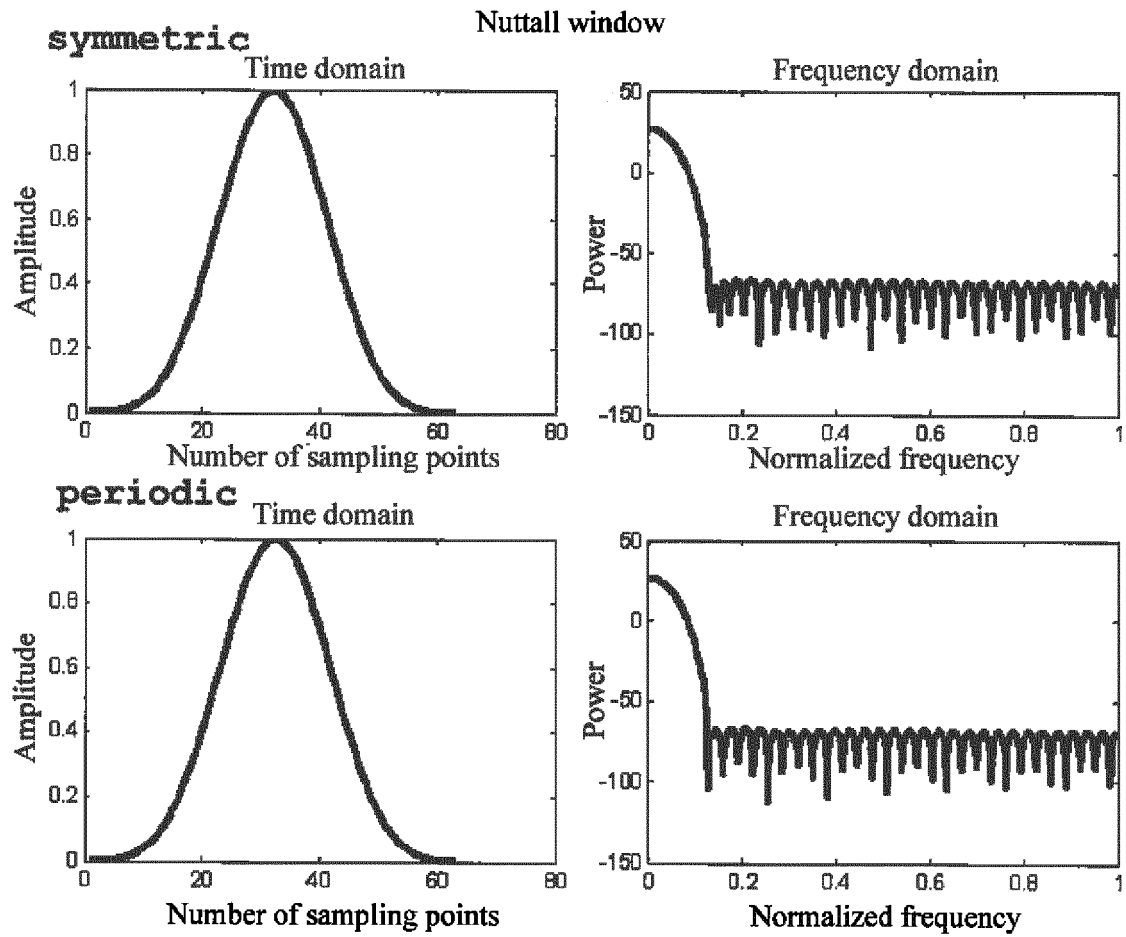 Nuttall window
symmetric
Time domain
Frequency domain
1
0.8
0.6
0.4
0.2
0
Amplitude
0
20
40
60
80
Number of sampling points
50
0
-50
-100
-150
Power
0
0.2
0.4
0.6
0.8
1
Normalized frequency
periodic
Time domain
Frequency domain
1
0.8
0.6
0.4
0.2
0
Amplitude
0
20
40
60
80
Number of sampling points
50
0
-50
-100
-150
Power
0
0.2
0.4
0.6
0.8
1
Normalized frequency